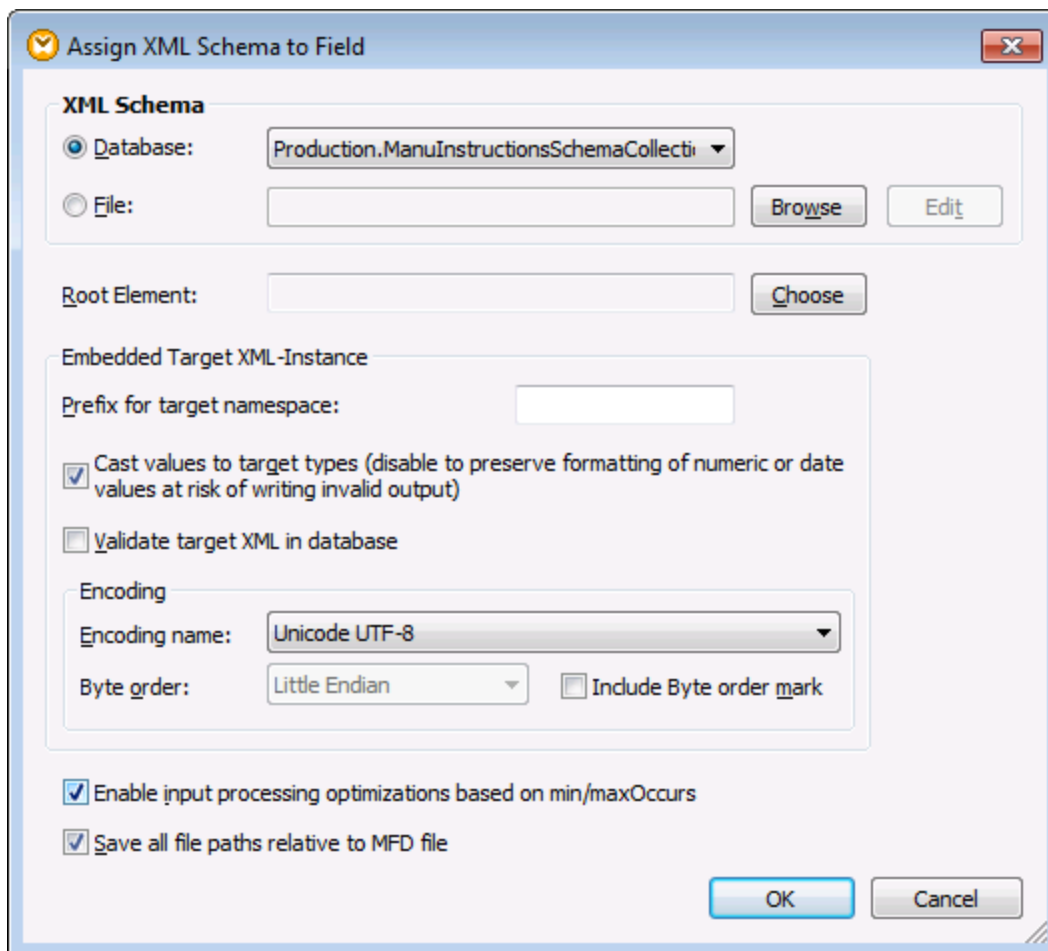 Assign XML Schema to Field
XML Schema
Database: Production.ManuInstructionsSchemaCollecti
File: Browse Edit
Root Element: Choose
Embedded Target XML-Instance
Prefix for target namespace:
Cast values to target types (disable to preserve formatting of numeric or date
values at risk of writing invalid output)
Validate target XML in database
Encoding
Encoding name: Unicode UTF-8
Byte order: Little Endian Include Byte order mark
Enable input processing optimizations based on min/maxOccurs
Save all file paths relative to MFD file
OK Cancel